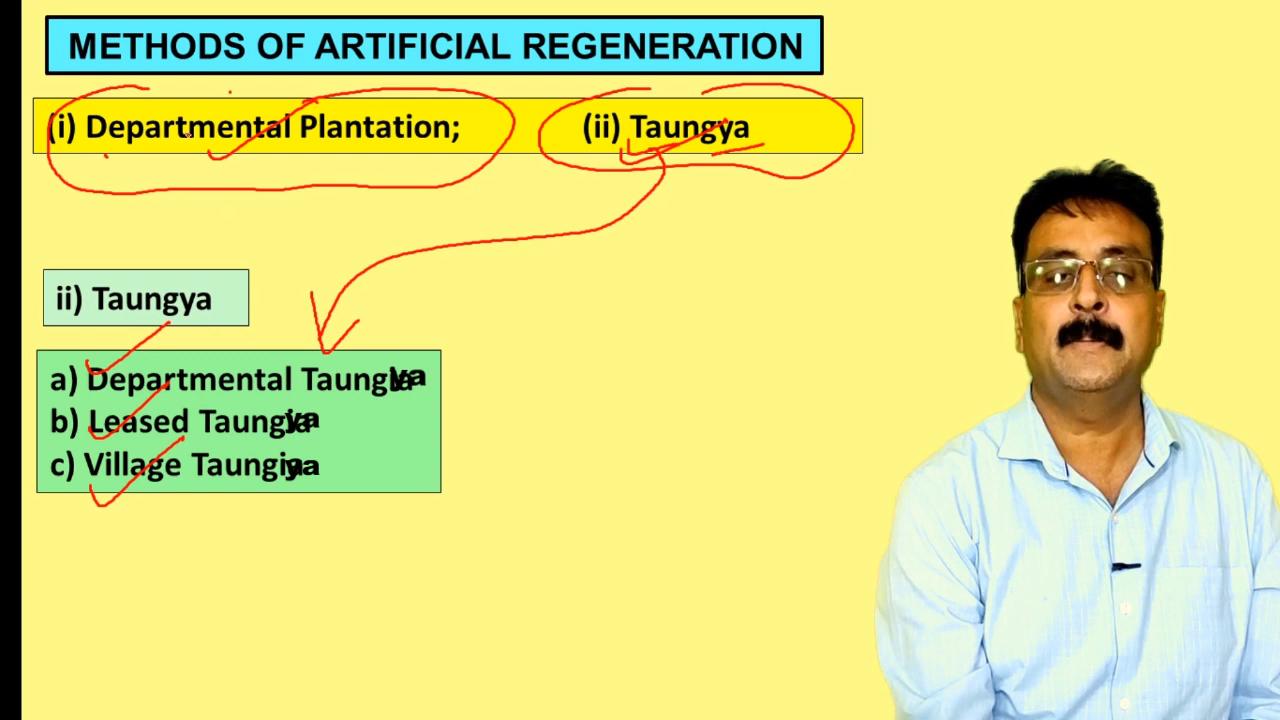 METHODS OF ARTIFICIAL REGENERATION
(i) Departmental Plantation; (ii) Taungya
ii) Taungya
a) Departmental Taungya
b) Leased Taungya
c) Village Taungya